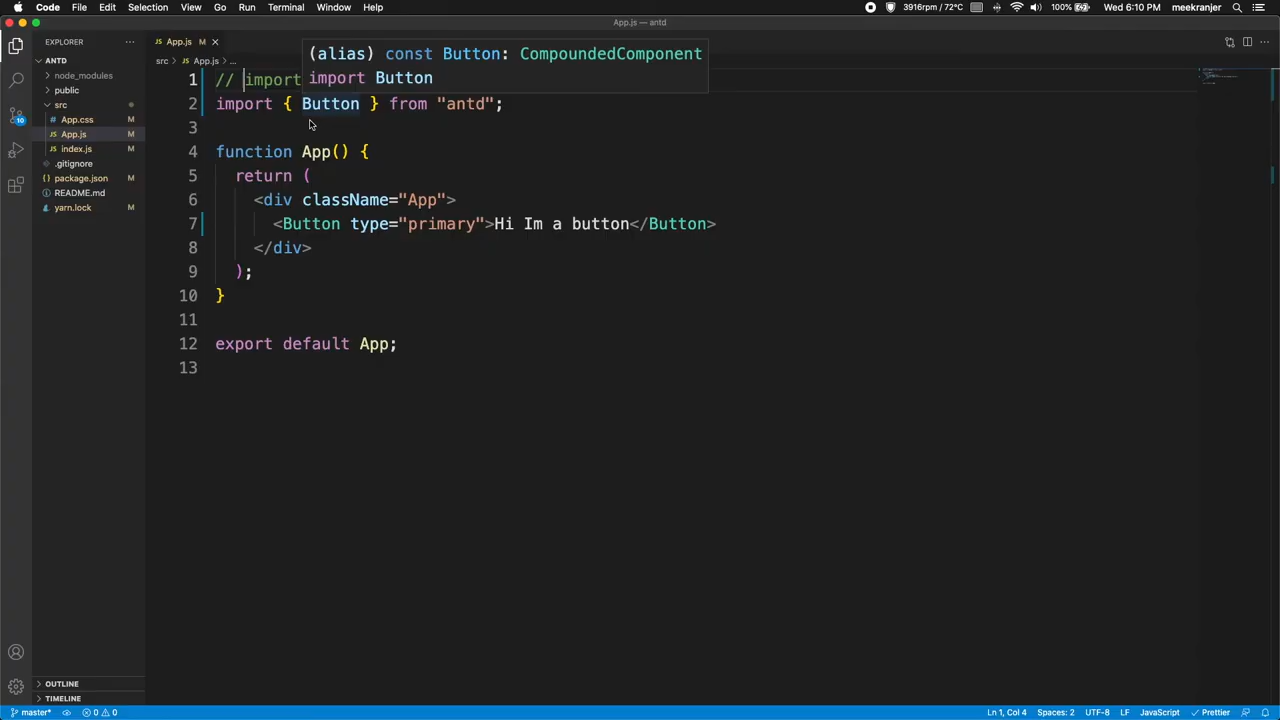 Code File Edit Selection View Go Run Terminal Window Help 3916rpm / 72°C 100% Wed 6:10 PM meekranjer
App.js — antd
EXPLORER
ANTD
node_modules
public
src
App.css M
App.js M
index.js M
.gitignore
package.json M
README.md
yarn.lock M
OUTLINE
TIMELINE
App.js M
src > App.js > ...
(alias) const Button: CompoundedComponent
import Button
1 // import
2 import { Button } from "antd";
3
4 function App() {
5 return (
6 <div className="App">
7 <Button type="primary">Hi Im a button</Button>
8 </div>
9 );
10 }
11
12 export default App;
13
10
master* 0 0 Ln 1, Col 4 Spaces: 2 UTF-8 LF JavaScript Prettier